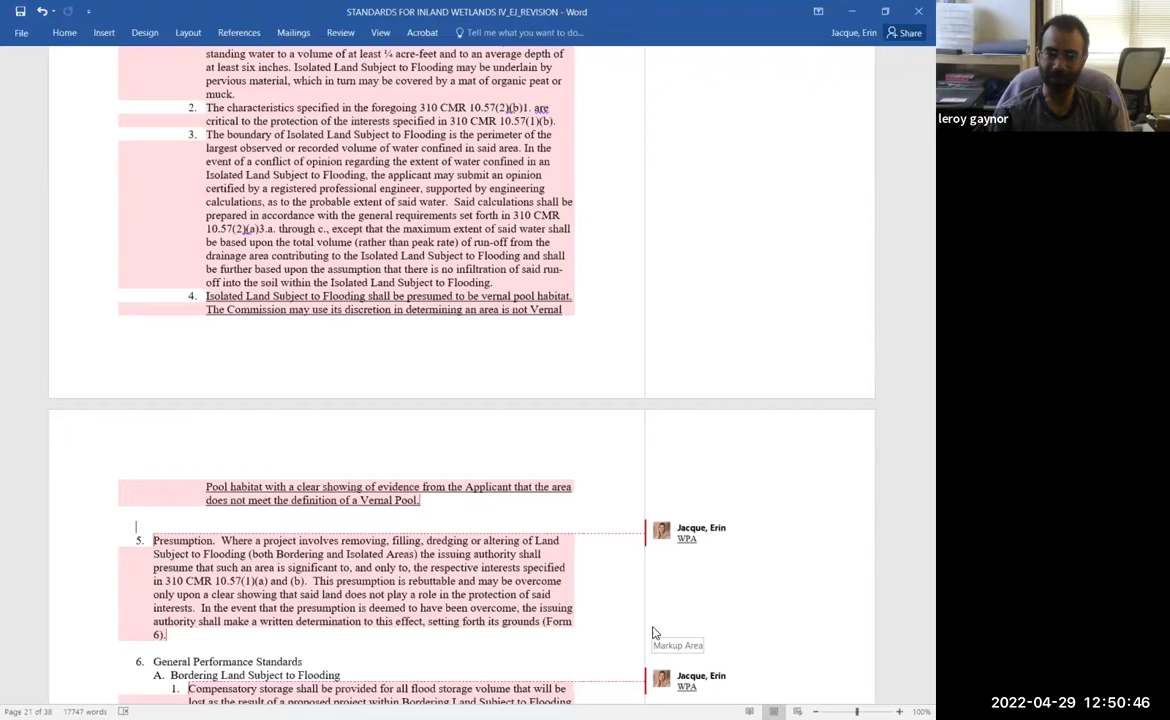 STANDARDS FOR INLAND WETLANDS IV_EJ_REVISION - Word
File Home Insert Design Layout References Mailings Review View Acrobat Tell me what you want to do... Jacque, Erin Share
leroy gaynor
standing water to a volume of at least ¼ acre-feet and to an average depth of
at least six inches. Isolated Land Subject to Flooding may be underlain by
pervious material, which in turn may be covered by a mat of organic peat or
muck.
2. The characteristics specified in the foregoing 310 CMR 10.57(2)(b)1. are
critical to the protection of the interests specified in 310 CMR 10.57(1)(b).
3. The boundary of Isolated Land Subject to Flooding is the perimeter of the
largest observed or recorded volume of water confined in said area. In the
event of a conflict of opinion regarding the extent of water confined in an
Isolated Land Subject to Flooding, the applicant may submit an opinion
certified by a registered professional engineer, supported by engineering
calculations, as to the probable extent of said water. Said calculations shall be
prepared in accordance with the general requirements set forth in 310 CMR
10.57(2)(a)3.a. through c., except that the maximum extent of said water shall
be based upon the total volume (rather than peak rate) of run-off from the
drainage area contributing to the Isolated Land Subject to Flooding and shall
be further based upon the assumption that there is no infiltration of said run-
off into the soil within the Isolated Land Subject to Flooding.
4. Isolated Land Subject to Flooding shall be presumed to be vernal pool habitat.
The Commission may use its discretion in determining an area is not Vernal
Pool habitat with a clear showing of evidence from the Applicant that the area
does not meet the definition of a Vernal Pool.
Jacque, Erin
WPA
5. Presumption. Where a project involves removing, filling, dredging or altering of Land
Subject to Flooding (both Bordering and Isolated Areas) the issuing authority shall
presume that such an area is significant to, and only to, the respective interests specified
in 310 CMR 10.57(1)(a) and (b). This presumption is rebuttable and may be overcome
only upon a clear showing that said land does not play a role in the protection of said
interests. In the event that the presumption is deemed to have been overcome, the issuing
authority shall make a written determination to this effect, setting forth its grounds (Form
6).
Markup Area
6. General Performance Standards
A. Bordering Land Subject to Flooding
Jacque, Erin
WPA
1. Compensatory storage shall be provided for all flood storage volume that will be
lost as the result of a proposed project within Bordering Land Subject to Flooding
Page 21 of 38 17747 words 100%
2022-04-29 12:50:46